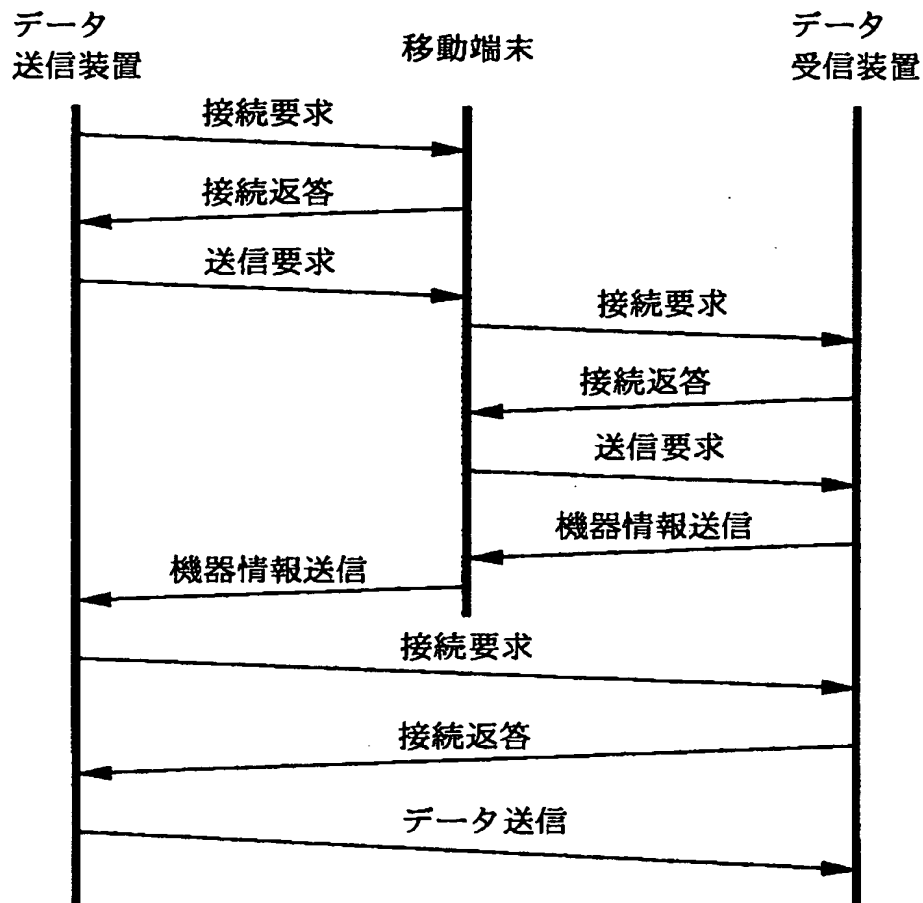 データ
送信装置
移動端末
データ
受信装置
接続要求
接続返答
送信要求
接続要求
接続返答
送信要求
機器情報送信
機器情報送信
接続要求
接続返答
データ送信